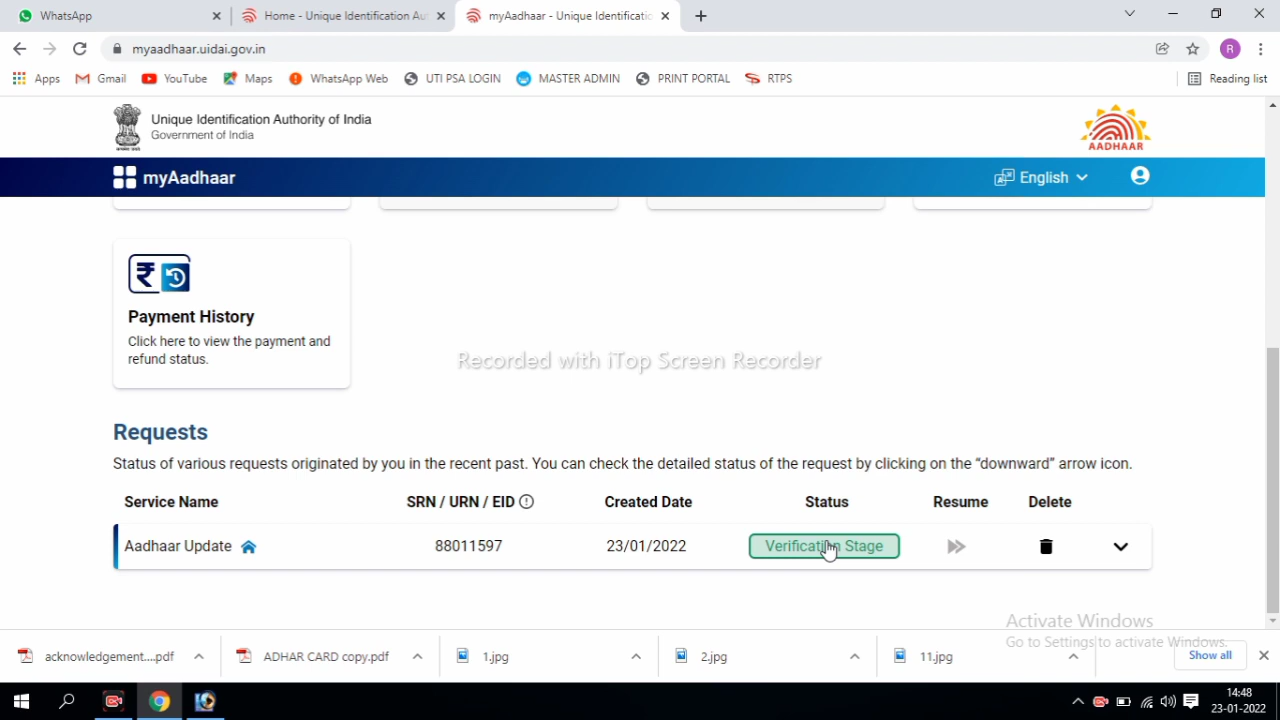 WhatsApp
Home - Unique Identification Au
myAadhaar - Unique Identificatio
myaadhaar.uidai.gov.in
R
Apps
Gmail
YouTube
Maps
WhatsApp Web
UTI PSA LOGIN
MASTER ADMIN
PRINT PORTAL
RTPS
Reading list
Unique Identification Authority of India
Government of India
AADHAAR
myAadhaar
English
₹
Payment History
Click here to view the payment and
refund status.
Recorded with iTop Screen Recorder
Requests
Status of various requests originated by you in the recent past. You can check the detailed status of the request by clicking on the “downward” arrow icon.
Service Name
SRN / URN / EID
Created Date
Status
Resume
Delete
Aadhaar Update
88011597
23/01/2022
Verification Stage
Activate Windows
Go to Settings to activate Windows.
acknowledgement....pdf
ADHAR CARD copy.pdf
1.jpg
2.jpg
11.jpg
Show all
14:48
23-01-2022